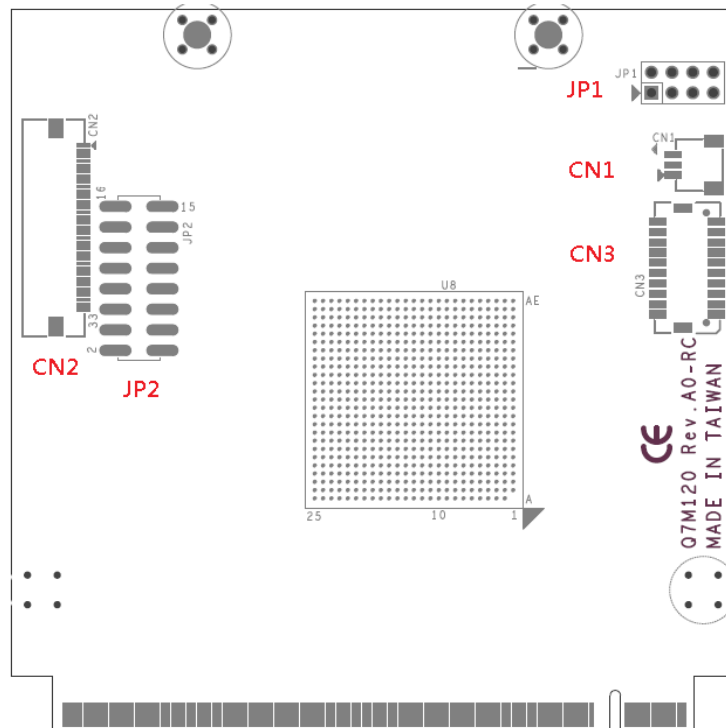 JP1
JP1
CN1
CN1
CN2
16
15
JP2
CN3
CN3
33
2
CN2
JP2
U8
AE
A
25
10
1
CE
Q7M120 Rev.A0-RC
MADE IN TAIWAN